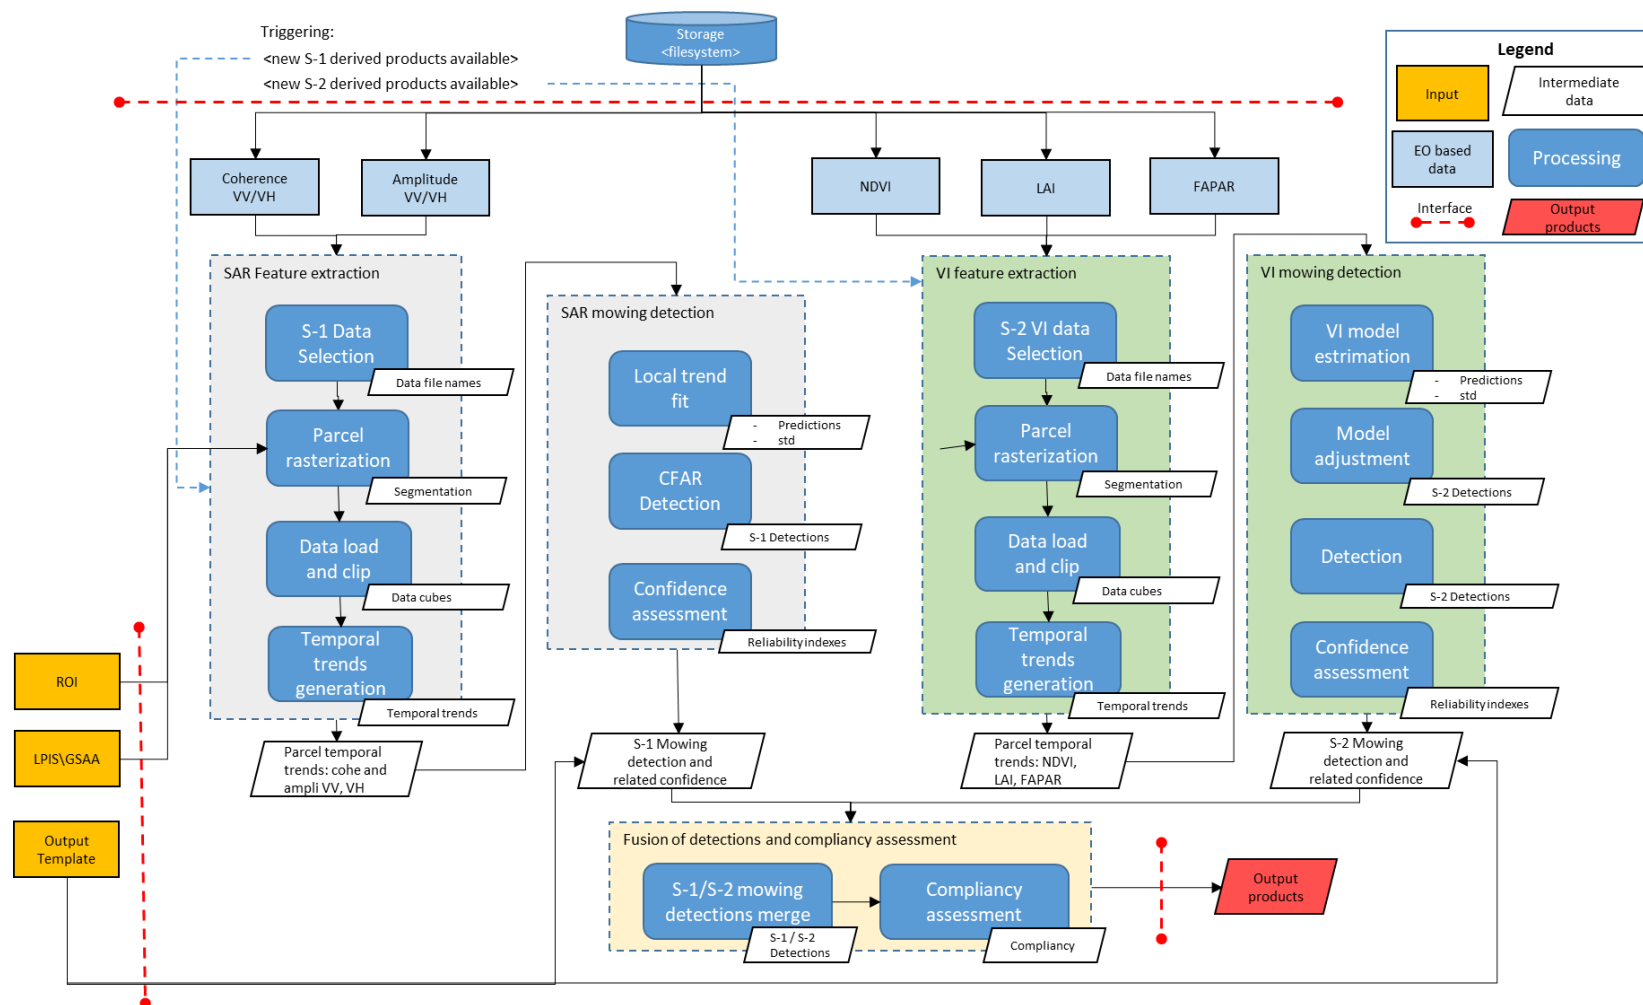 Triggering:
<new S-1 derived products available>
<new S-2 derived products available>
Storage
<filesystem>
Legend
Input
Intermediate
data
EO based
data
Processing
Interface
Output
products
Coherence
VV/VH
Amplitude
VV/VH
NDVI
LAI
FAPAR
SAR Feature extraction
S-1 Data
Selection
Data file names
Parcel
rasterization
Segmentation
Data load
and clip
Data cubes
Temporal
trends
generation
Temporal trends
SAR mowing detection
Local trend
fit
- Predictions
- std
CFAR
Detection
S-1 Detections
Confidence
assessment
Reliability indexes
VI feature extraction
S-2 VI data
Selection
Data file names
Parcel
rasterization
Segmentation
Data load
and clip
Data cubes
Temporal
trends
generation
Temporal trends
VI mowing detection
VI model
estrimation
- Predictions
- std
Model
adjustment
S-2 Detections
Detection
S-2 Detections
Confidence
assessment
Reliability indexes
ROI
LPIS\GSAA
Output
Template
Parcel temporal
trends: cohe and
ampli VV, VH
S-1 Mowing
detection and
related confidence
Parcel temporal
trends: NDVI,
LAI, FAPAR
S-2 Mowing
detection and
related confidence
Fusion of detections and compliancy assessment
S-1/S-2 mowing
detections merge
S-1 / S-2
Detections
Compliancy
assessment
Compliancy
Output
products